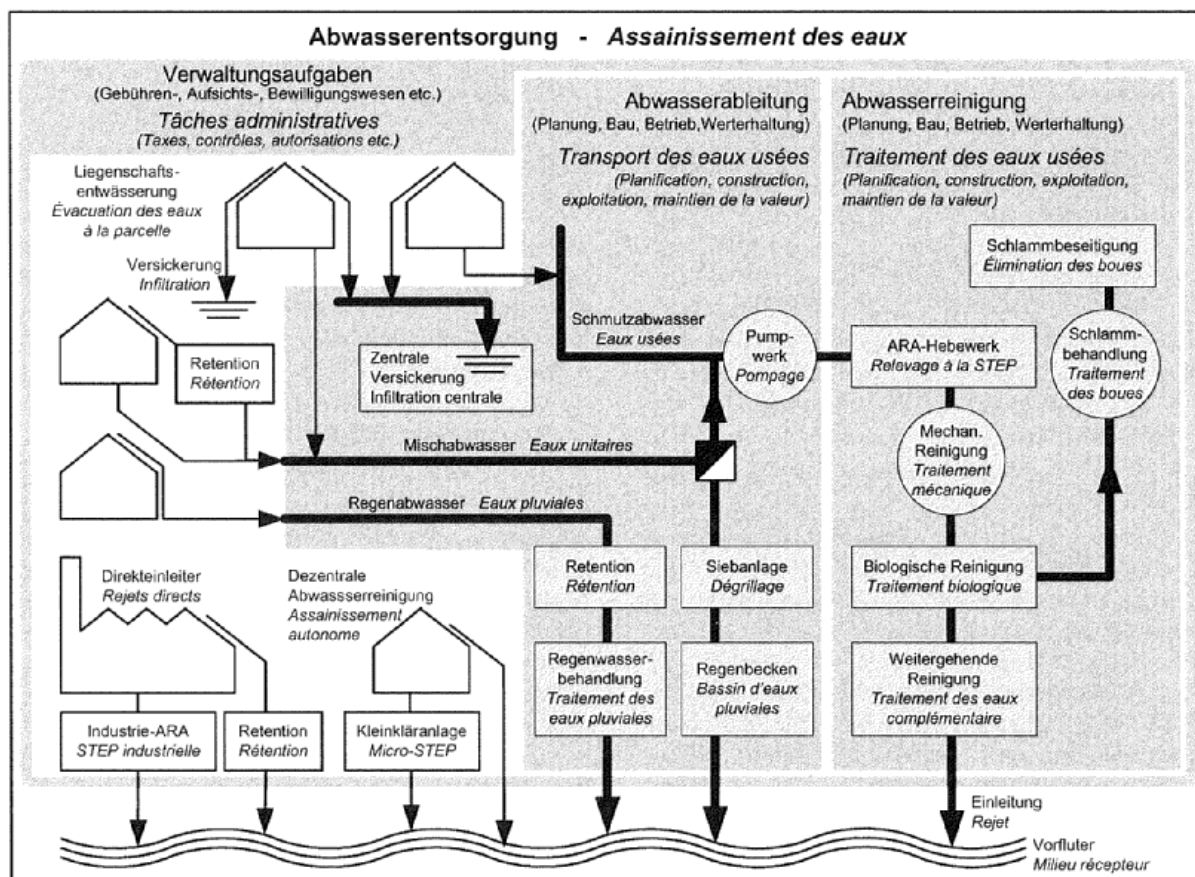 Abwasserentsorgung - Assainissement des eaux
Verwaltungsaufgaben
(Gebühren-, Aufsichts-, Bewilligungswesen etc.)
Tâches administratives
(Taxes, contrôles, autorisations etc.)
Abwasserableitung
(Planung, Bau, Betrieb,Werterhaltung)
Transport des eaux usées
(Planification, construction,
exploitation, maintien de la valeur)
Abwasserreinigung
(Planung, Bau, Betrieb, Werterhaltung)
Traitement des eaux usées
(Planification, construction, exploitation,
maintien de la valeur)
Liegenschafts-
entwässerung
Évacuation des eaux
à la parcelle
Versickerung
Infiltration
Retention
Rétention
Zentrale
Versickerung
Infiltration centrale
Schmutzabwasser
Eaux usées
Pump-
werk
Pompage
ARA-Hebewerk
Relevage à la STEP
Schlammbeseitigung
Élimination des boues
Schlamm-
behandlung
Traitement
des boues
Mechan.
Reinigung
Traitement
mécanique
Mischabwasser Eaux unitaires
Regenabwasser Eaux pluviales
Retention
Rétention
Siebanlage
Dégrillage
Biologische Reinigung
Traitement biologique
Direkteinleiter
Rejets directs
Dezentrale
Abwassserreinigung
Assainissement
autonome
Regenwasser-
behandlung
Traitement des
eaux pluviales
Regenbecken
Bassin d'eaux
pluviales
Weitergehende
Reinigung
Traitement des eaux
complémentaire
Industrie-ARA
STEP industrielle
Retention
Rétention
Kleinkläranlage
Micro-STEP
Einleitung
Rejet
Vorfluter
Milieu récepteur